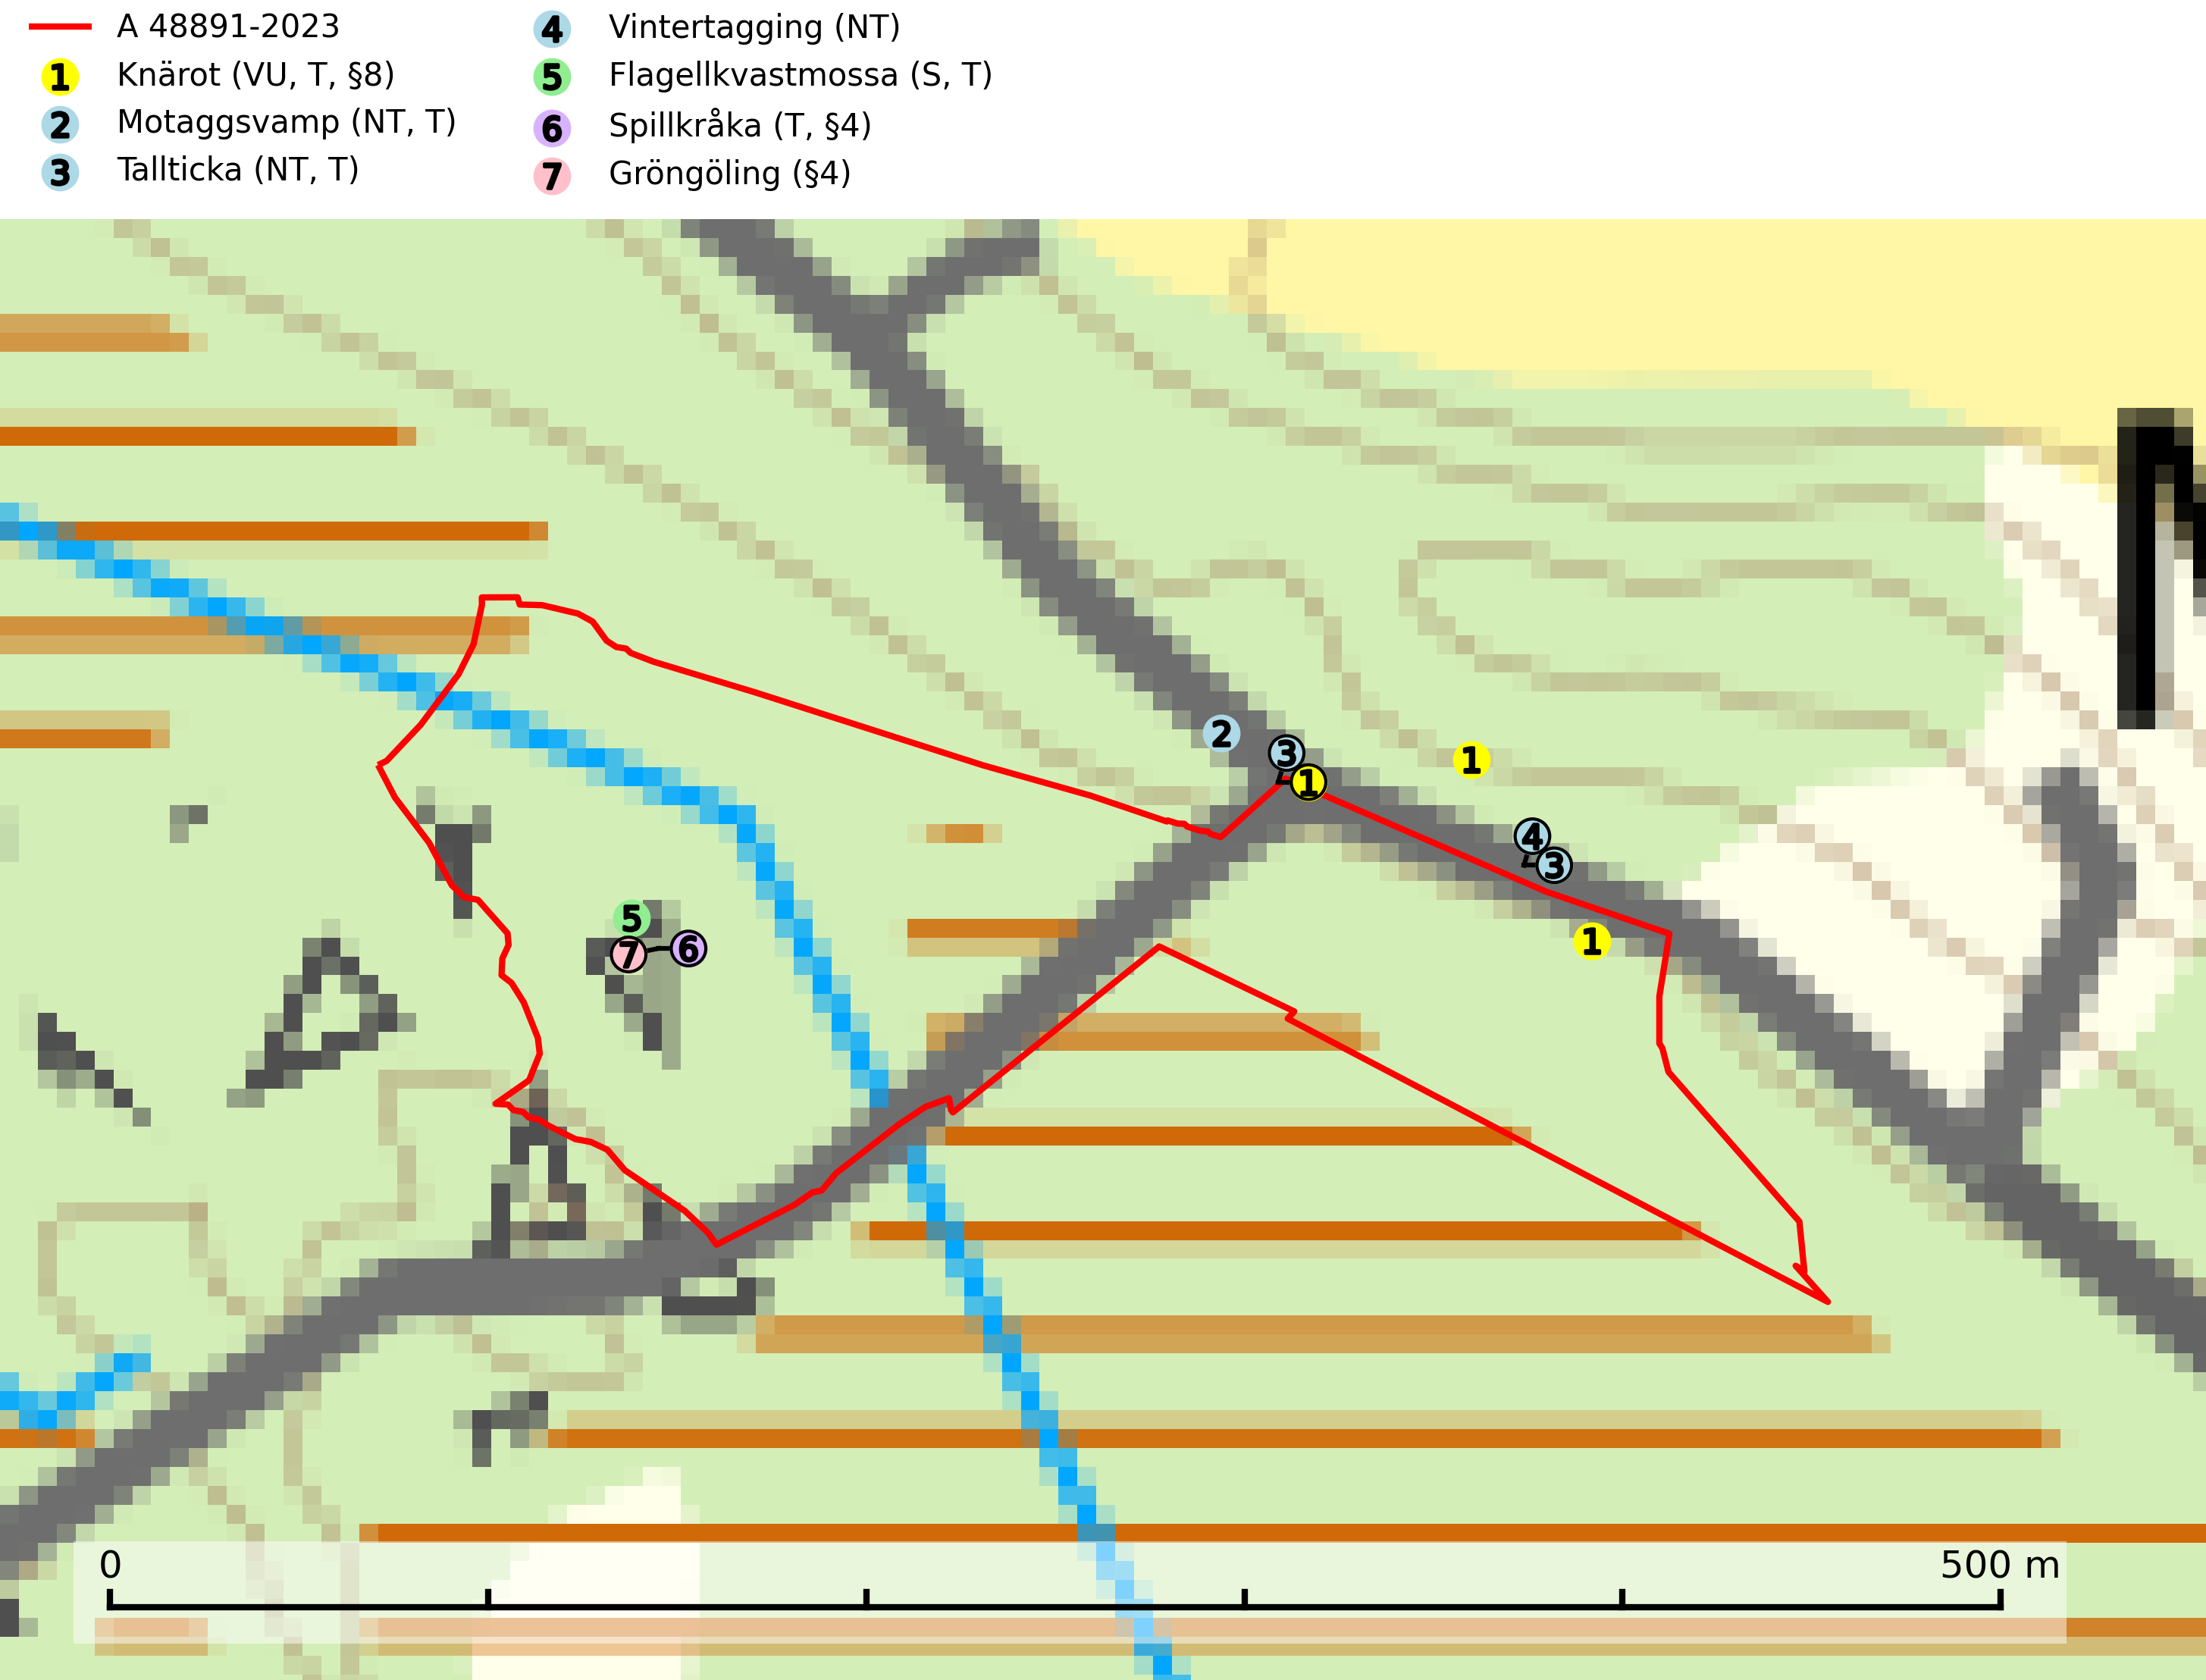 A 48891-2023
1 Knärot (VU, T, §8)
2 Motaggsvamp (NT, T)
3 Tallticka (NT, T)
4 Vintertagging (NT)
5 Flagellkvastmossa (S, T)
6 Spillkråka (T, §4)
7 Gröngöling (§4)
2
3
1
1
4
3
1
5
7
6
0
500 m